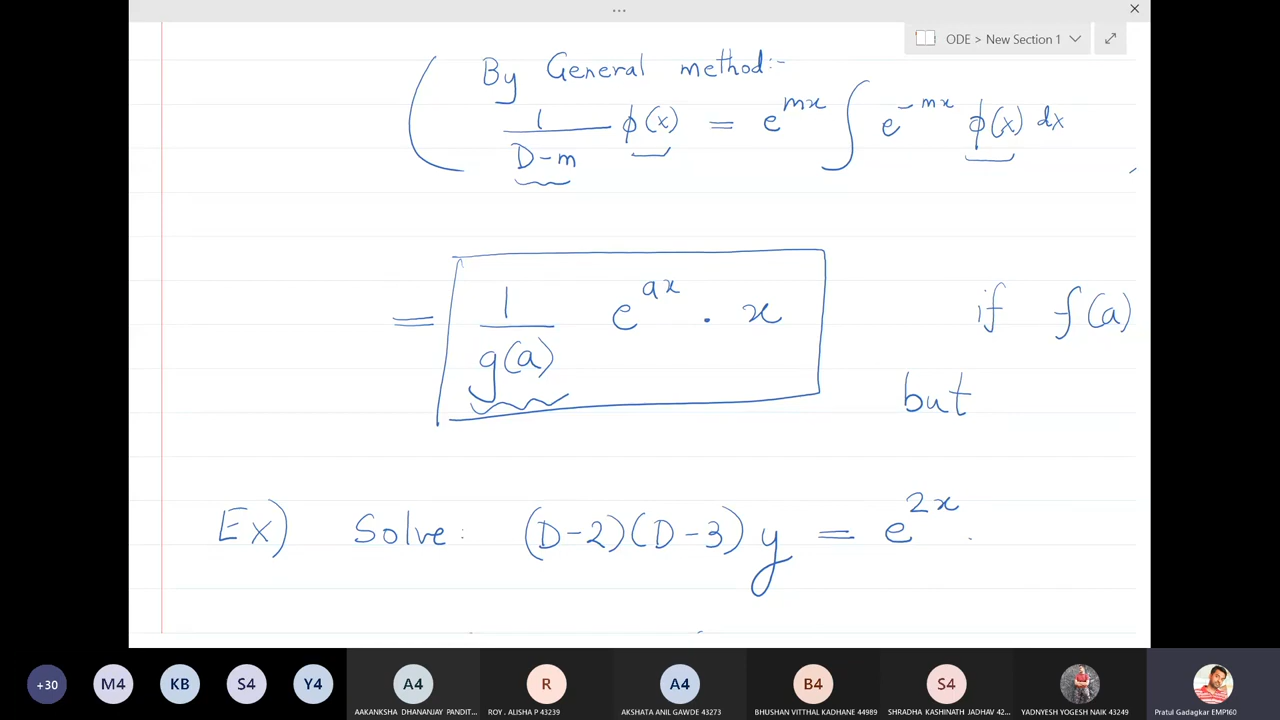 ...
ODE > New Section 1
By General method:-
1/(D-m) φ(x) = e^{mx} ∫ e^{-mx} φ(x) dx
= 1/g(a) e^{ax} . x if f(a)
but
Ex) Solve: (D-2)(D-3) y = e^{2x}.
+30 M4 KB S4 Y4 A4 R A4 B4 S4
AAKANKSHA DHANANJAY PANDIT... ROY . ALISHA P 43239 AKSHATA ANIL GAWDE 43273 BHUSHAN VITTHAL KADHANE 44989 SHRADHA KASHINATH JADHAV 42... YADNYESH YOGESH NAIK 43249 Pratul Gadagkar EMP160